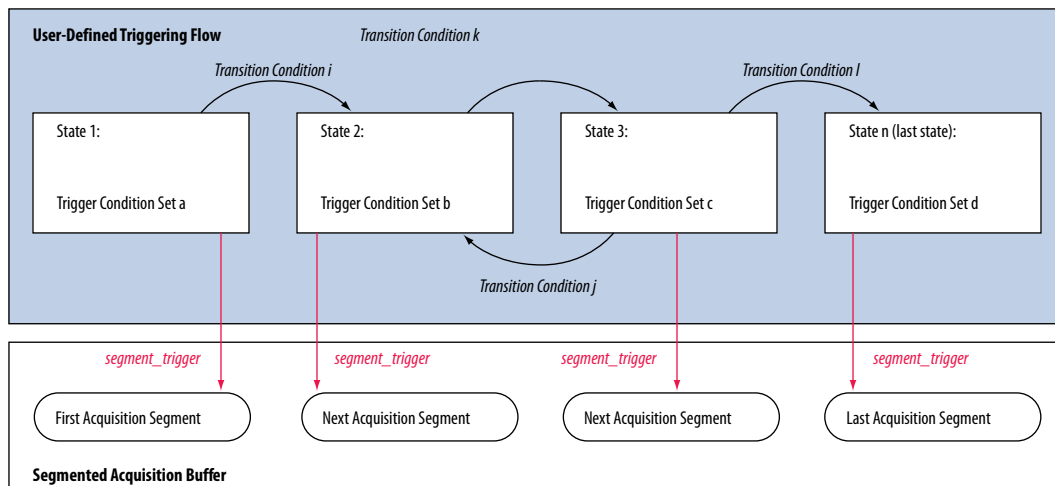 User-Defined Triggering Flow
Transition Condition k
Transition Condition i
Transition Condition l
State 1:
State 2:
State 3:
State n (last state):
Trigger Condition Set a
Trigger Condition Set b
Trigger Condition Set c
Trigger Condition Set d
Transition Condition j
segment_trigger
segment_trigger
segment_trigger
segment_trigger
First Acquisition Segment
Next Acquisition Segment
Next Acquisition Segment
Last Acquisition Segment
Segmented Acquisition Buffer